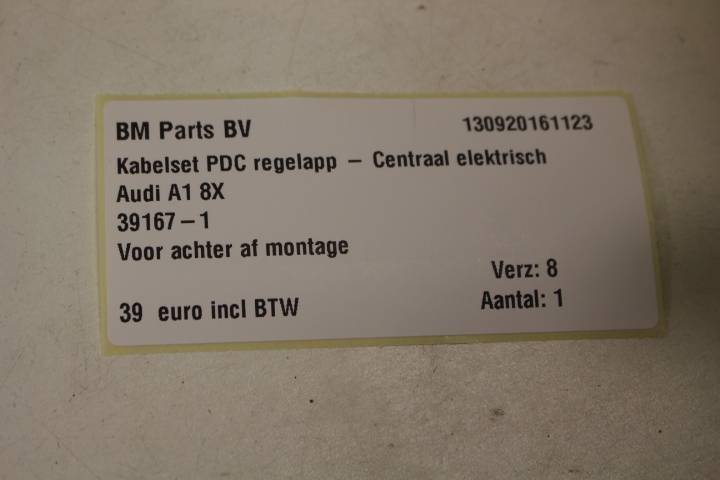 BM Parts BV 130920161123
Kabelset PDC regelapp – Centraal elektrisch
Audi A1 8X
39167–1
Voor achter af montage
Verz: 8
39 euro incl BTW Aantal: 1